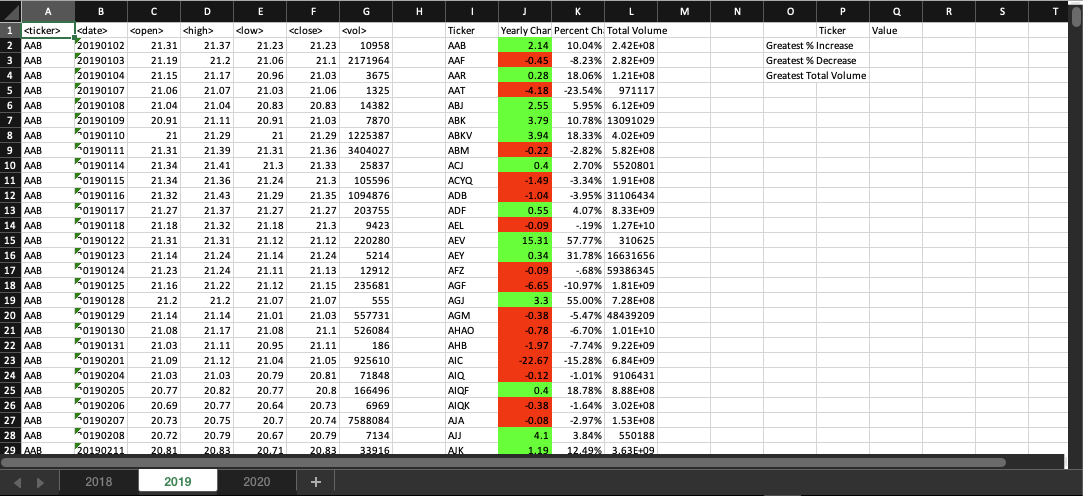 A B C D E F G H I J K L M N O P Q R S T
1 <ticker> <date> <open> <high> <low> <close> <vol> Ticker Yearly Char Percent Ch Total Volume Ticker Value
2 AAB 20190102 21.31 21.37 21.23 21.23 10958 AAB 2.14 10.04% 2.42E+08 Greatest % Increase
3 AAB 20190103 21.19 21.2 21.06 21.1 2171964 AAF -0.45 -8.23% 2.82E+09 Greatest % Decrease
4 AAB 20190104 21.15 21.17 20.96 21.03 3675 AAR 0.28 18.06% 1.21E+08 Greatest Total Volume
5 AAB 20190107 21.06 21.07 21.03 21.06 1325 AAT -4.18 -23.54% 971117
6 AAB 20190108 21.04 21.04 20.83 20.83 14382 ABJ 2.55 5.95% 6.12E+09
7 AAB 20190109 20.91 21.11 20.91 21.03 7870 ABK 3.79 10.78% 13091029
8 AAB 20190110 21 21.29 21 21.29 1225387 ABKV 3.94 18.33% 4.02E+09
9 AAB 20190111 21.31 21.39 21.31 21.36 3404027 ABM -0.22 -2.82% 5.82E+08
10 AAB 20190114 21.34 21.41 21.3 21.33 25837 ACJ 0.4 2.70% 5520801
11 AAB 20190115 21.34 21.36 21.24 21.3 105596 ACYQ -1.49 -3.34% 1.91E+08
12 AAB 20190116 21.32 21.43 21.29 21.35 1094876 ADB -1.04 -3.95% 31106434
13 AAB 20190117 21.27 21.37 21.27 21.27 203755 ADF 0.55 4.07% 8.33E+09
14 AAB 20190118 21.18 21.32 21.18 21.3 9423 AEL -0.09 -.19% 1.27E+10
15 AAB 20190122 21.31 21.31 21.12 21.12 220280 AEV 15.31 57.77% 310625
16 AAB 20190123 21.14 21.24 21.14 21.24 5214 AEY 0.34 31.78% 16631656
17 AAB 20190124 21.23 21.24 21.11 21.13 12912 AFZ -0.09 -.68% 59386345
18 AAB 20190125 21.16 21.22 21.12 21.15 235681 AGF -6.65 -10.97% 1.81E+09
19 AAB 20190128 21.2 21.2 21.07 21.07 555 AGJ 3.3 55.00% 7.28E+08
20 AAB 20190129 21.14 21.14 21.01 21.03 557731 AGM -0.38 -5.47% 48439209
21 AAB 20190130 21.08 21.17 21.08 21.1 526084 AHAO -0.78 -6.70% 1.01E+10
22 AAB 20190131 21.03 21.11 20.95 21.11 186 AHB -1.97 -7.74% 9.22E+09
23 AAB 20190201 21.09 21.12 21.04 21.05 925610 AIC -22.67 -15.28% 6.84E+09
24 AAB 20190204 21.03 21.03 20.79 20.81 71848 AIQ -0.12 -1.01% 9106431
25 AAB 20190205 20.77 20.82 20.77 20.8 166496 AIQF 0.4 18.78% 8.88E+08
26 AAB 20190206 20.69 20.77 20.64 20.73 6969 AIQK -0.38 -1.64% 3.02E+08
27 AAB 20190207 20.73 20.75 20.7 20.74 7588084 AJA -0.08 -2.97% 1.53E+08
28 AAB 20190208 20.72 20.79 20.67 20.79 7134 AJJ 4.1 3.84% 550188
29 AAB 20190211 20.81 20.83 20.71 20.83 33916 AJK 1.19 12.49% 3.63E+09
2018 2019 2020 +